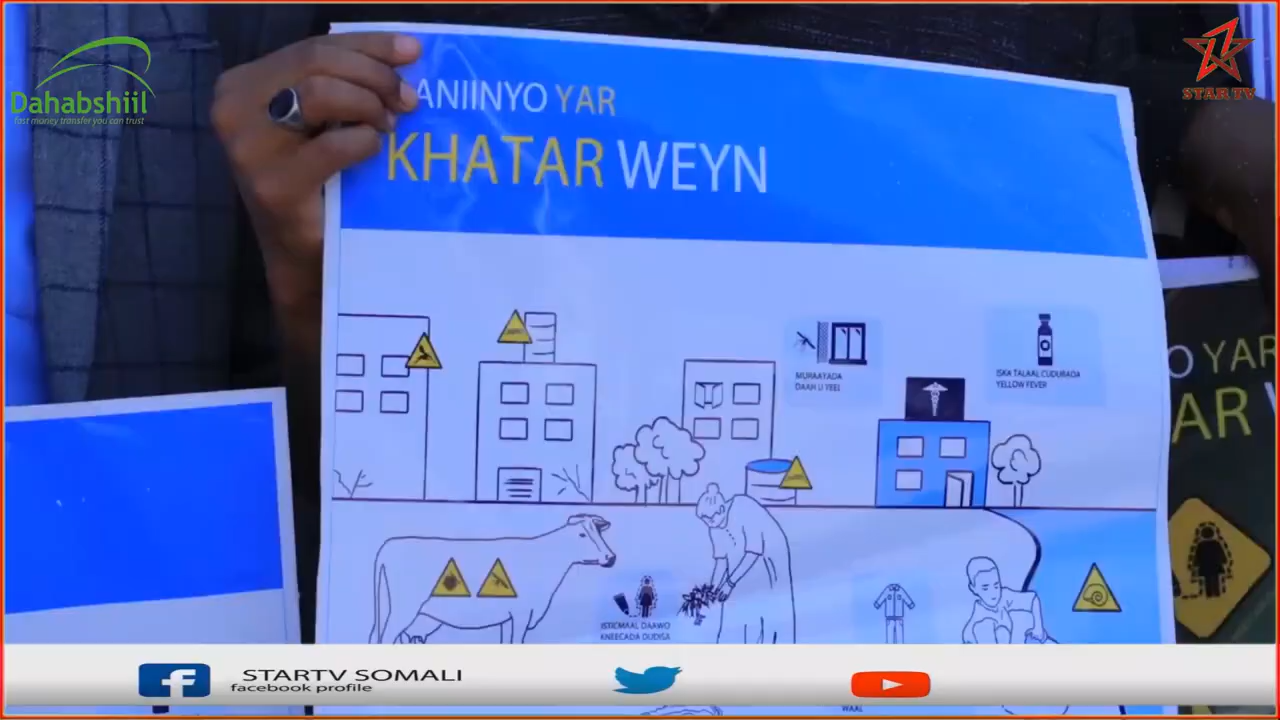 Dahabshiil
fast money transfer you can trust
STAR TV
ANIINYO YAR
KHATAR WEYN
O YAR
AR
MURAAYADA
DAAH U YEEL
ISKA TALAAL CUDURADA
YELLOW FEVER
ISTICMAAL DAAWO
KNEECADA DUDISA
WAAL
STARTV SOMALI
facebook profile